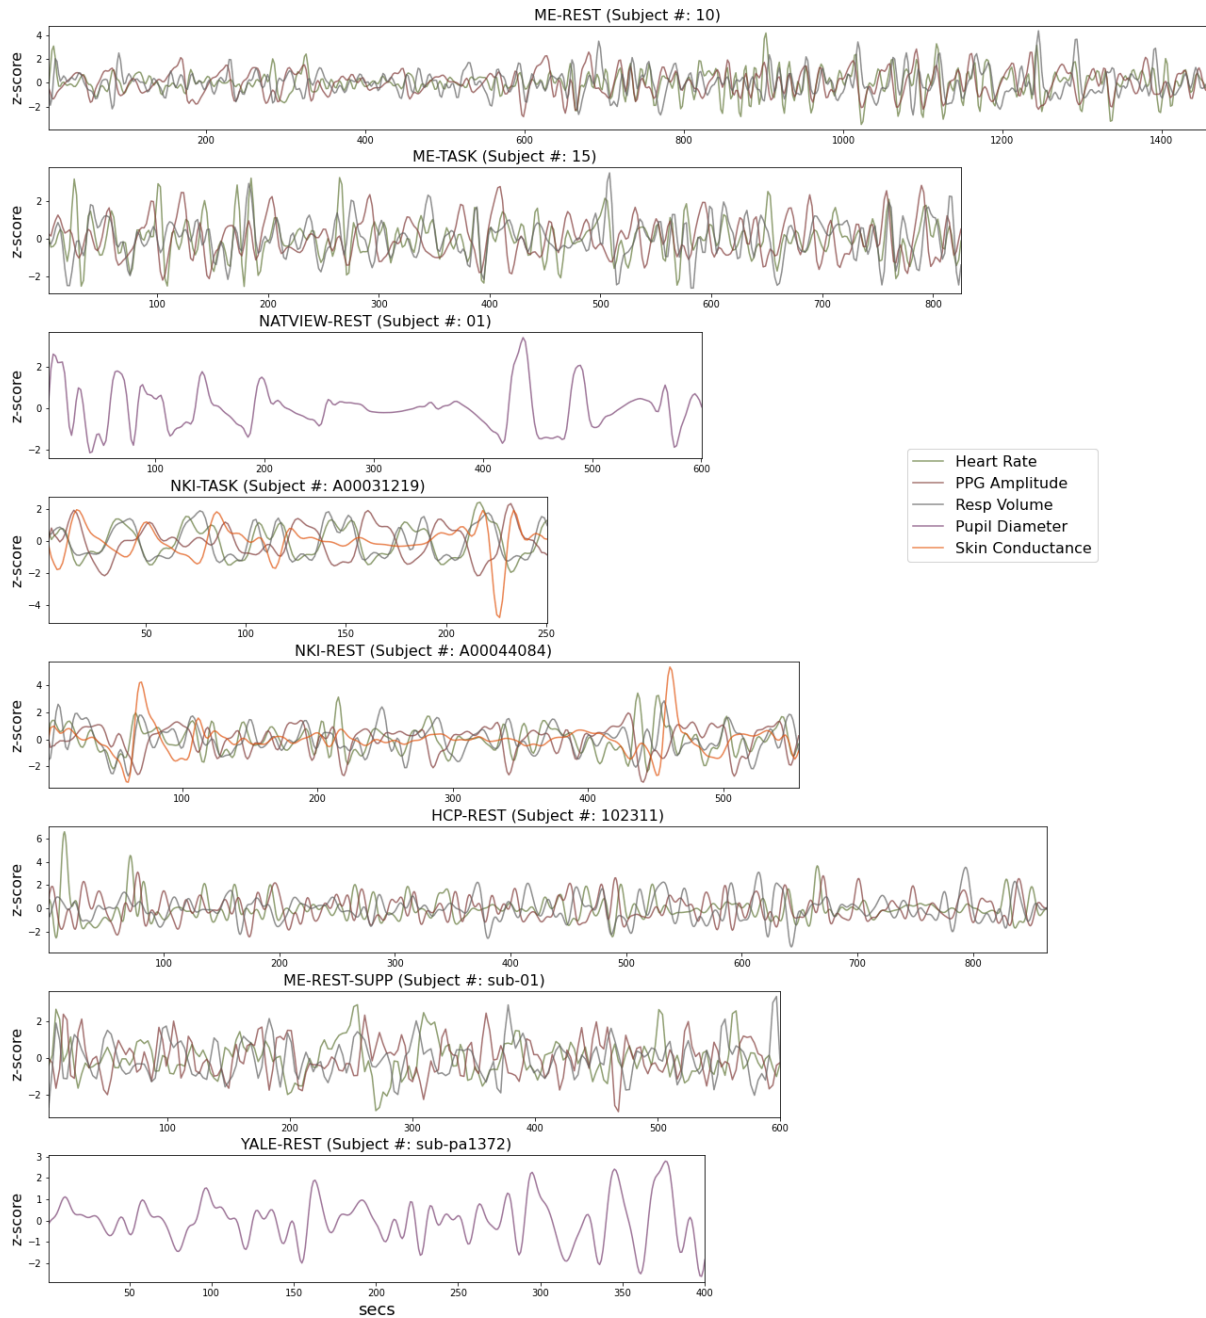 ME-REST (Subject #: 10)
z-score
4
2
0
−2
200 400 600 800 1000 1200 1400
ME-TASK (Subject #: 15)
z-score
2
0
−2
100 200 300 400 500 600 700 800
NATVIEW-REST (Subject #: 01)
z-score
2
0
−2
100 200 300 400 500 600
Heart Rate
PPG Amplitude
Resp Volume
Pupil Diameter
Skin Conductance
NKI-TASK (Subject #: A00031219)
z-score
2
0
−2
−4
50 100 150 200 250
NKI-REST (Subject #: A00044084)
z-score
4
2
0
−2
100 200 300 400 500
HCP-REST (Subject #: 102311)
z-score
6
4
2
0
−2
100 200 300 400 500 600 700 800
ME-REST-SUPP (Subject #: sub-01)
z-score
2
0
−2
100 200 300 400 500 600
YALE-REST (Subject #: sub-pa1372)
z-score
3
2
1
0
−1
−2
50 100 150 200 250 300 350 400
secs